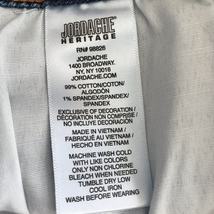 JORDACHE
HERITAGE
RN# 98826
JORDACHE
1400 BROADWAY,
NY, NY 10018
JORDACHE.COM
99% COTTON/COTON/
ALGODÓN
1% SPANDEX/SPANDEX/
SPANDEX
EXCLUSIVE OF DECORATION /
DÉCORATION NON COMPRISE /
NO INCLUYE DECORACIÓN
MADE IN VIETNAM /
FABRIQUÉ AU VIETNAM /
HECHO EN VIETNAM
MACHINE WASH COLD
WITH LIKE COLORS
ONLY NON CHLORINE
BLEACH WHEN NEEDED
TUMBLE DRY LOW
COOL IRON
WASH BEFORE WEARING